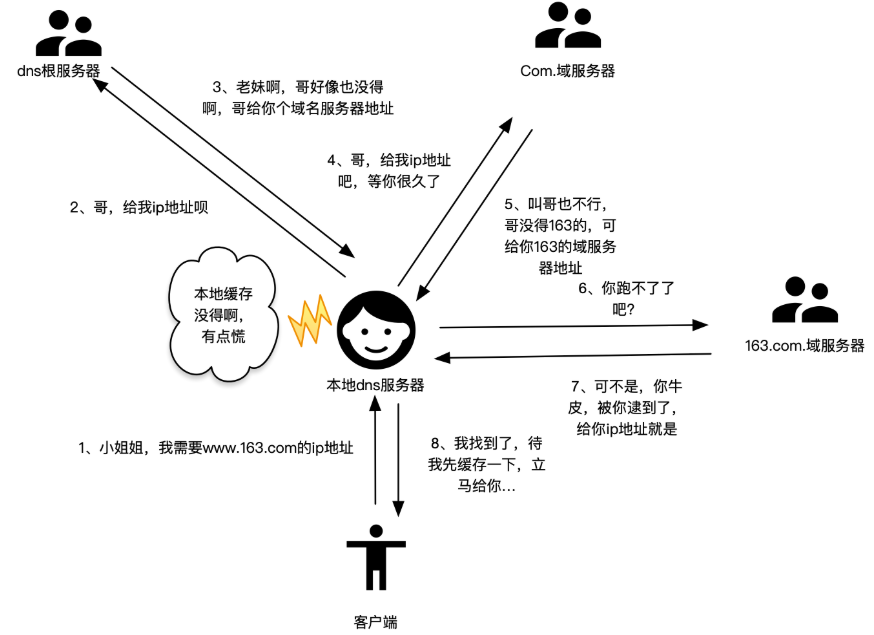 dns根服务器
Com.域服务器
3、老妹啊，哥好像也没得
啊，哥给你个域名服务器地址
4、哥，给我ip地址
吧，等你很久了
2、哥，给我ip地址呗
5、叫哥也不行，
哥没得163的，可
给你163的域服务
器地址
6、你跑不了了
吧?
本地缓存
没得啊，
有点慌
163.com.域服务器
本地dns服务器
7、可不是，你牛
皮，被你逮到了，
给你ip地址就是
1、小姐姐，我需要www.163.com的ip地址
8、我找到了，待
我先缓存一下，立
马给你...
客户端